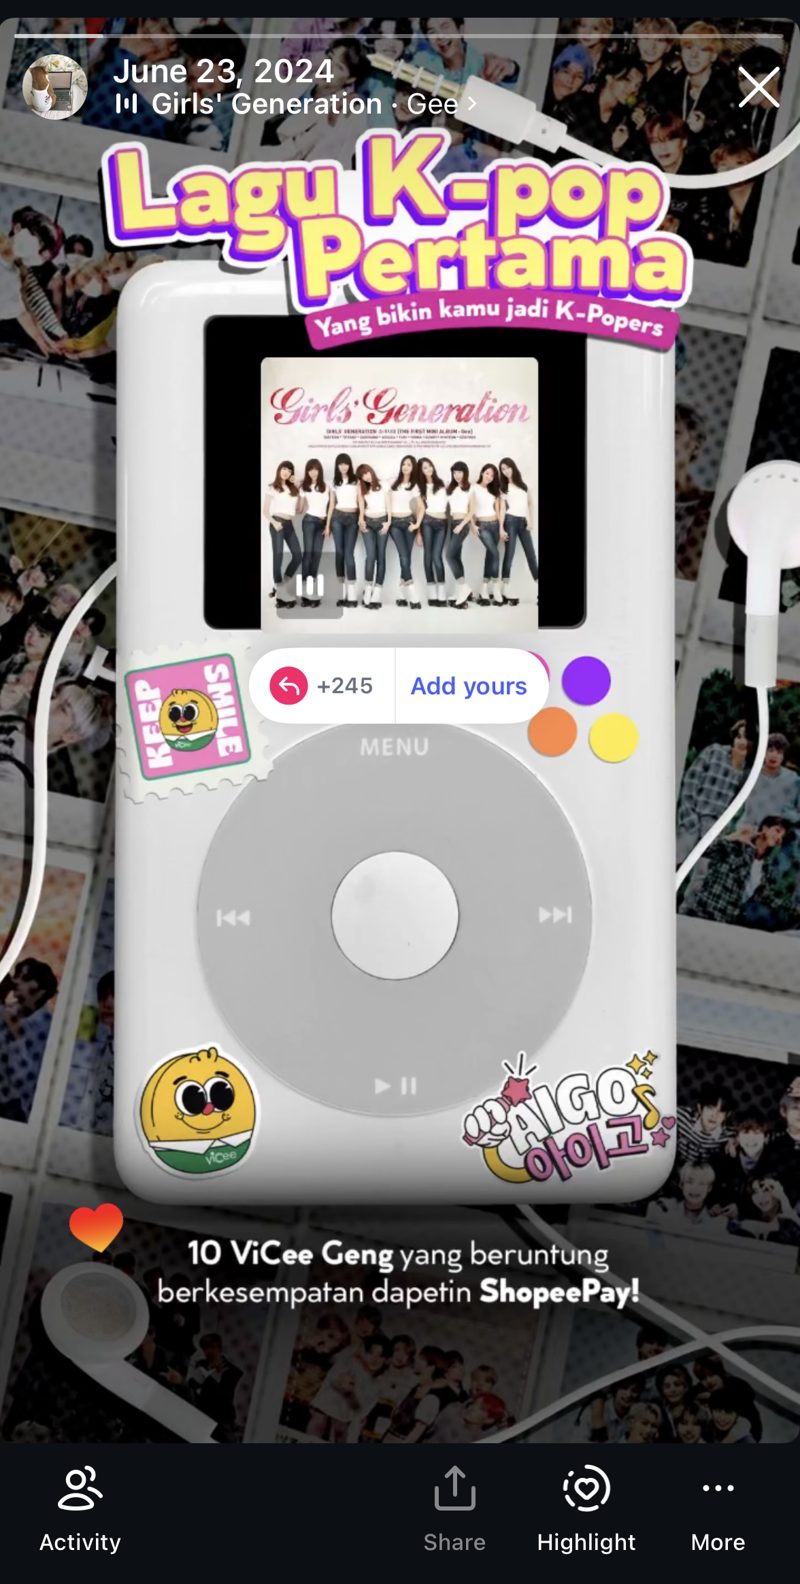 June 23, 2024
Girls' Generation · Gee >
Lagu K-pop
Pertama
Yang bikin kamu jadi K-Popers
Girls' Generation
+245
Add yours
KEEP
SMILE
ViCee
MENU
ViCee
AIGO
아이고
10 ViCee Geng yang beruntung
berkesempatan dapetin ShopeePay!
Activity
Share
Highlight
More